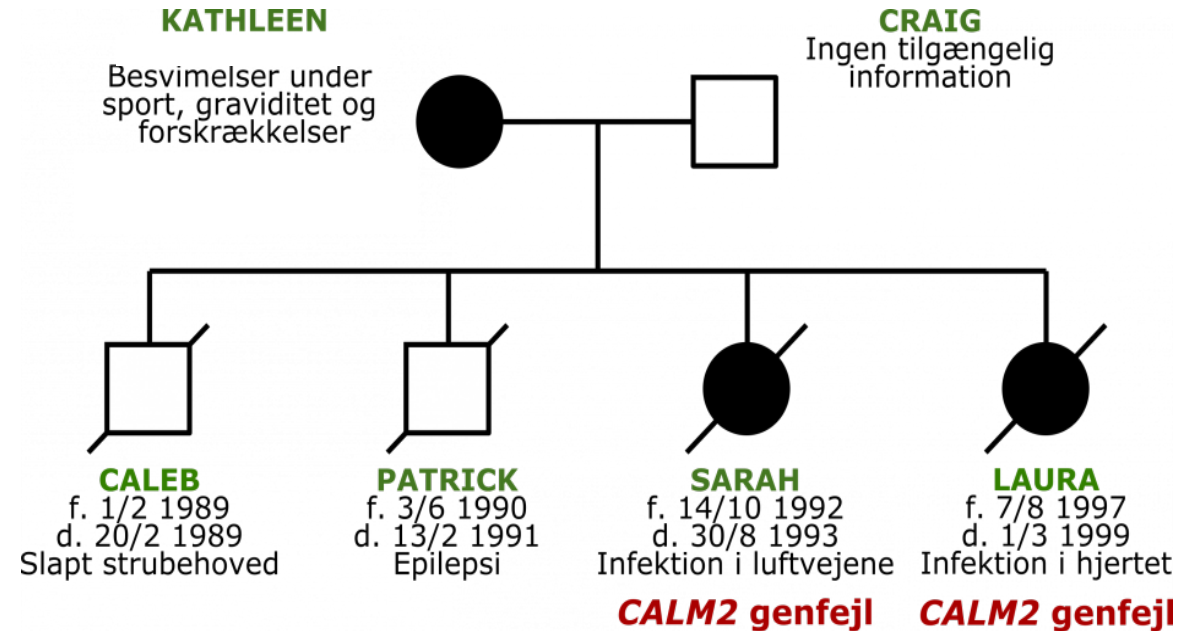 KATHLEEN
Besvimelser under
sport, graviditet og
forskrækkelser
CRAIG
Ingen tilgængelig
information
CALEB
f. 1/2 1989
d. 20/2 1989
Slapt strubehoved
PATRICK
f. 3/6 1990
d. 13/2 1991
Epilepsi
SARAH
f. 14/10 1992
d. 30/8 1993
Infektion i luftvejene
CALM2 genfejl
LAURA
f. 7/8 1997
d. 1/3 1999
Infektion i hjertet
CALM2 genfejl